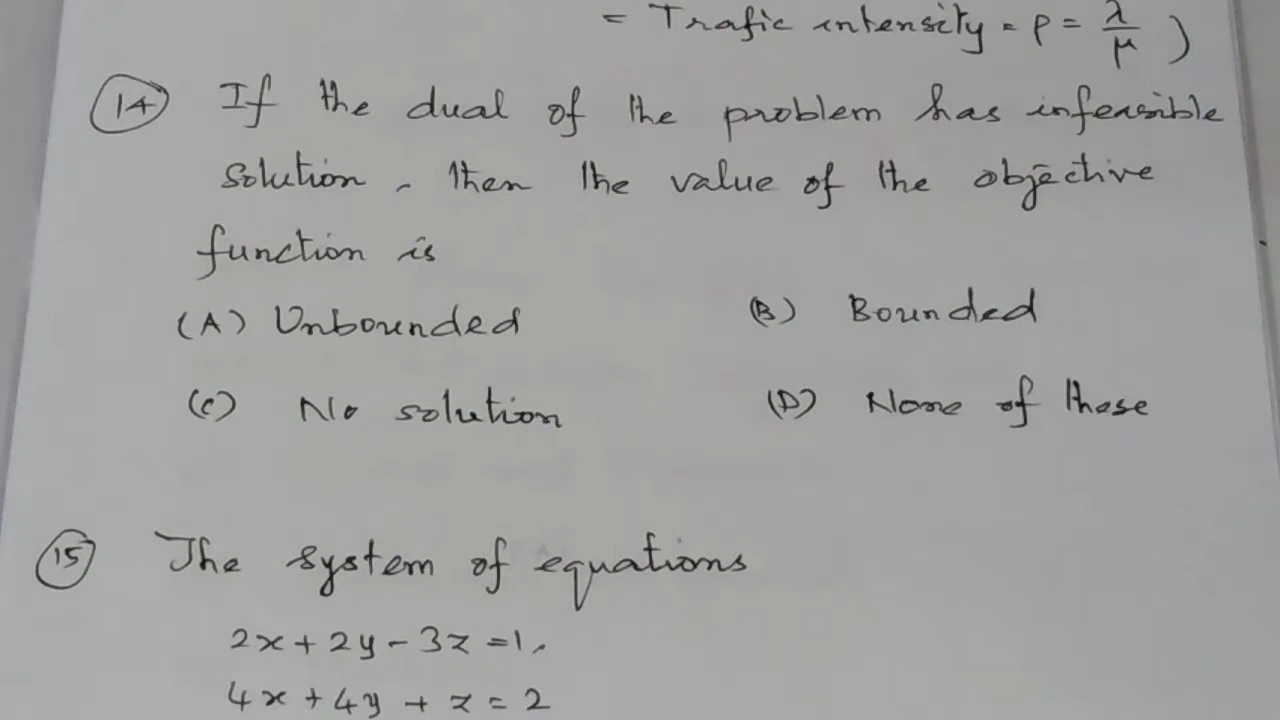 = Trafic intensity = ρ = λ/μ )
(14) If the dual of the problem has infeasible
solution, then the value of the objective
function is
(A) Unbounded (B) Bounded
(C) No solution (D) None of these
(15) The system of equations
2x + 2y - 3z = 1,
4x + 4y + z = 2